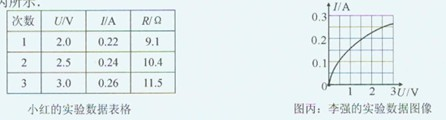 丙所示.
次数 U/V I/A R/Ω
1 2.0 0.22 9.1
2 2.5 0.24 10.4
3 3.0 0.26 11.5
小红的实验数据表格
I/A
0.3
0.2
0.1
0 1 2 3 U/V
图丙：李强的实验数据图像